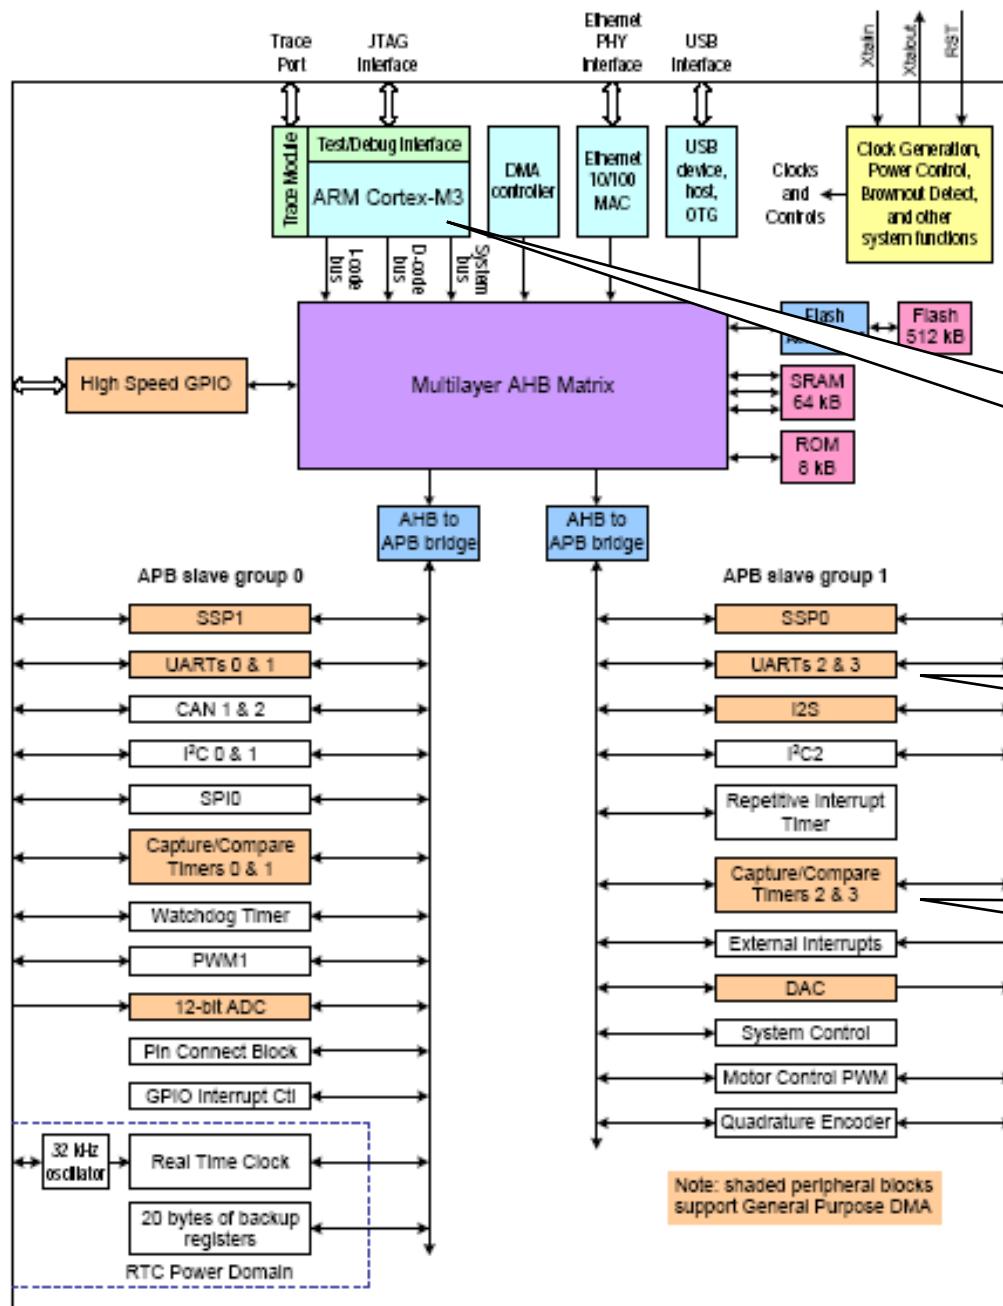 Trace
Port
JTAG
Interface
Ethernet
PHY
Interface
USB
Interface
Xtalin
Xtalout
RST
Trace Module
Test/Debug Interface
ARM Cortex-M3
DMA
controller
Ethernet
10/100
MAC
USB
device,
host,
OTG
Clocks
and
Controls
Clock Generation,
Power Control,
Brownout Detect,
and other
system functions
I-code
bus
D-code
bus
System
bus
Flash
Flash
512 kB
High Speed GPIO
Multilayer AHB Matrix
SRAM
64 kB
ROM
8 kB
AHB to
APB bridge
AHB to
APB bridge
APB slave group 0
SSP1
UARTs 0 & 1
CAN 1 & 2
I²C 0 & 1
SPI0
Capture/Compare
Timers 0 & 1
Watchdog Timer
PWM1
12-bit ADC
Pin Connect Block
GPIO Interrupt Ctl
32 kHz
oscillator
Real Time Clock
20 bytes of backup
registers
RTC Power Domain
APB slave group 1
SSP0
UARTs 2 & 3
I2S
I²C2
Repetitive Interrupt
Timer
Capture/Compare
Timers 2 & 3
External Interrupts
DAC
System Control
Motor Control PWM
Quadrature Encoder
Note: shaded peripheral blocks
support General Purpose DMA